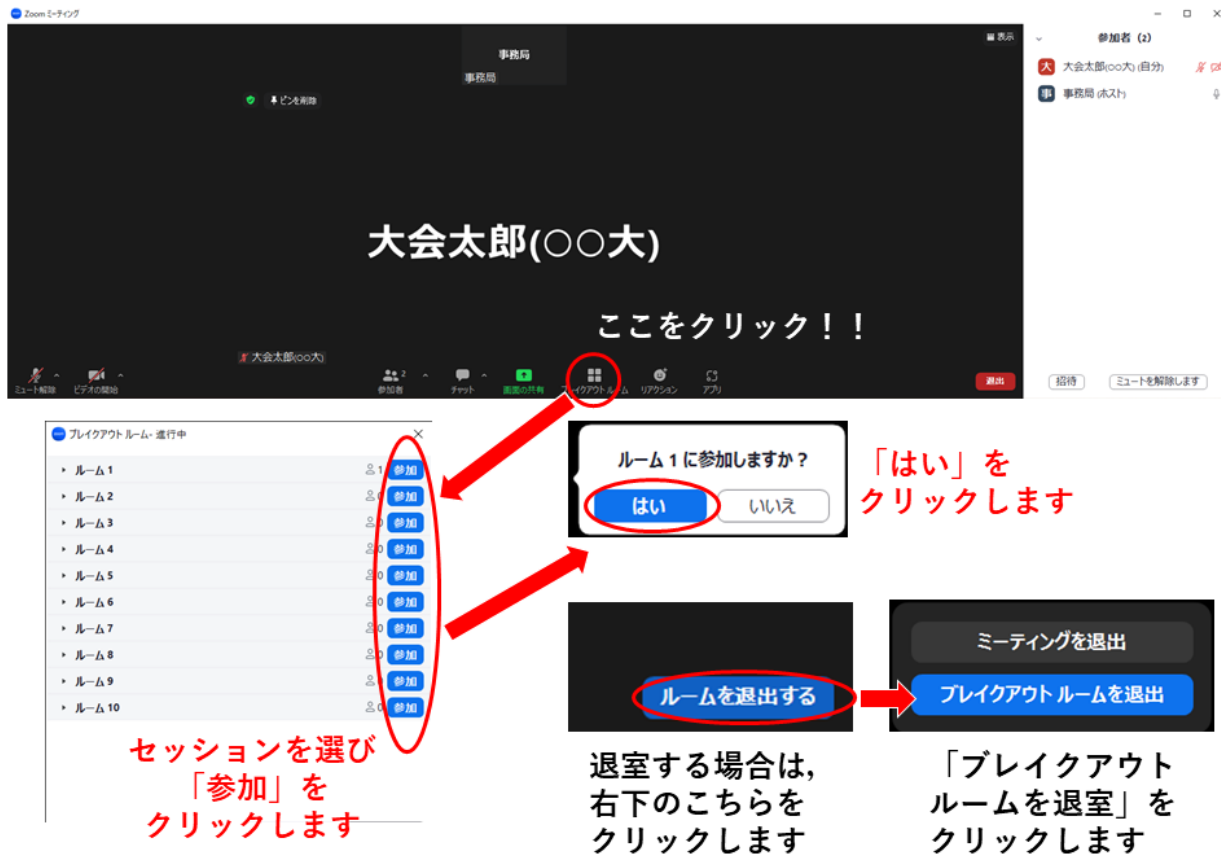 Zoom ミーティング
事務局
事務局
表示
ピンを削除
大会太郎(○○大)
ここをクリック！！
大会太郎(○○大)
ミュート解除
ビデオの開始
2
参加者
チャット
画面の共有
ブレイクアウト ルーム
リアクション
アプリ
退出
参加者 (2)
大 大会太郎(○○大) (自分)
事 事務局 (ホスト)
招待
ミュートを解除します
ブレイクアウト ルーム - 進行中
ルーム 1 1 参加
ルーム 2 0 参加
ルーム 3 0 参加
ルーム 4 0 参加
ルーム 5 0 参加
ルーム 6 0 参加
ルーム 7 0 参加
ルーム 8 0 参加
ルーム 9 0 参加
ルーム 10 0 参加
セッションを選び
「参加」を
クリックします
ルーム 1 に参加しますか？
はい
いいえ
「はい」を
クリックします
ルームを退出する
退室する場合は,
右下のこちらを
クリックします
ミーティングを退出
ブレイクアウト ルームを退出
「ブレイクアウト
ルームを退室」を
クリックします